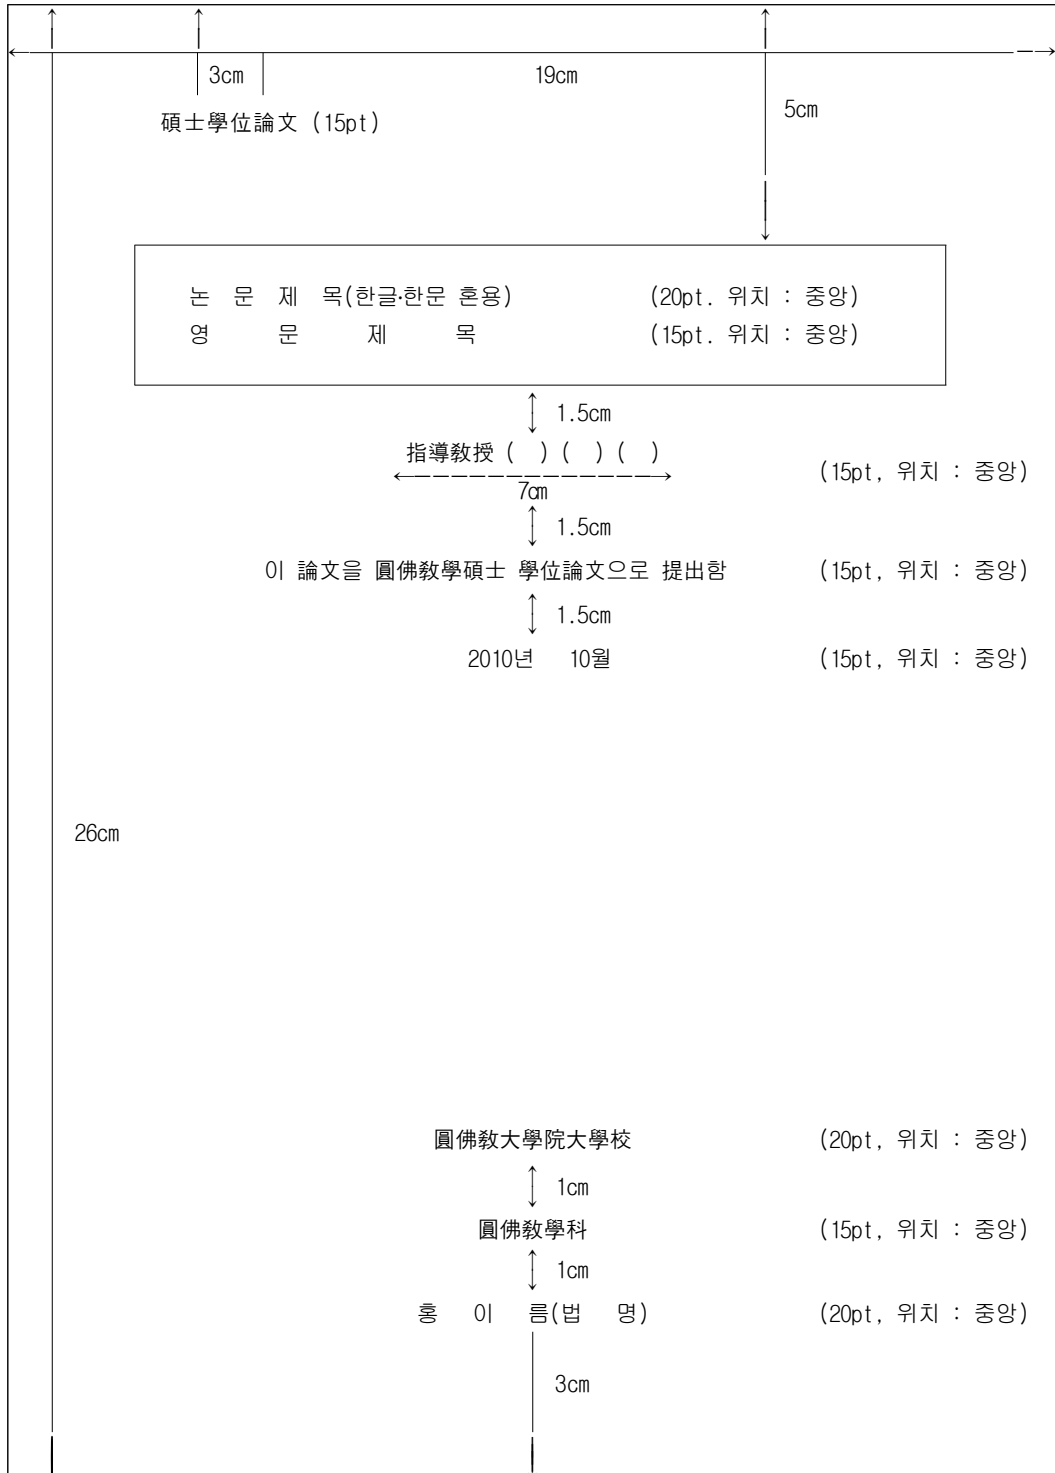 3cm 19cm
5cm
碩士學位論文 (15pt)
논 문 제 목(한글·한문 혼용) (20pt. 위치 : 중앙)
영 문 제 목 (15pt. 위치 : 중앙)
1.5cm
指導敎授 ( ) ( ) ( ) (15pt, 위치 : 중앙)
7cm
1.5cm
이 論文을 圓佛敎學碩士 學位論文으로 提出함 (15pt, 위치 : 중앙)
1.5cm
2010년 10월 (15pt, 위치 : 중앙)
26cm
圓佛敎大學院大學校 (20pt, 위치 : 중앙)
1cm
圓佛敎學科 (15pt, 위치 : 중앙)
1cm
홍 이 름(법 명) (20pt, 위치 : 중앙)
3cm